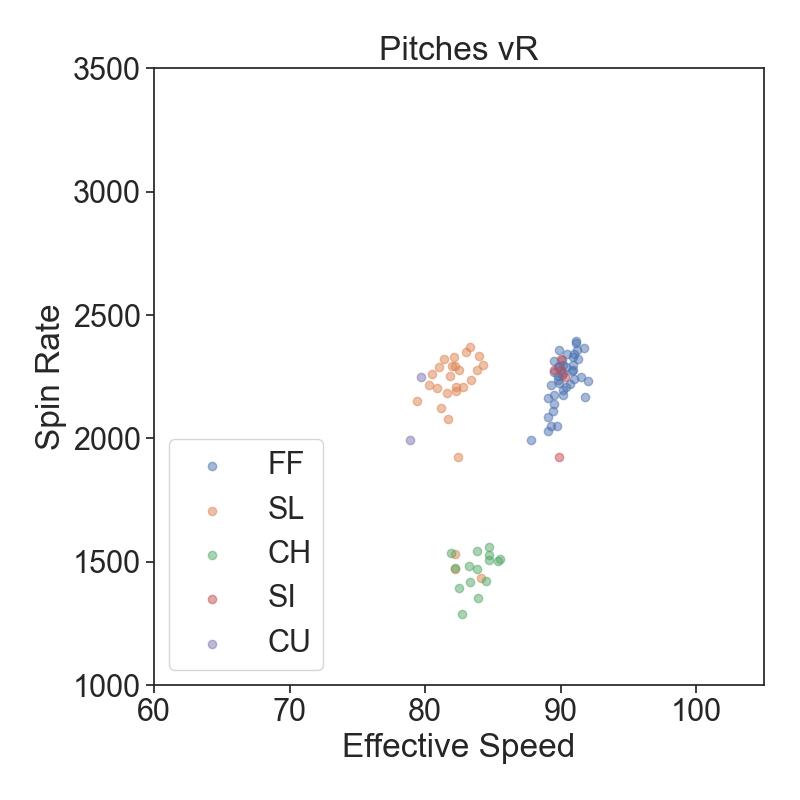 Pitches vR
3500
3000
2500
2000
1500
1000
Spin Rate
FF
SL
CH
SI
CU
60 70 80 90 100
Effective Speed